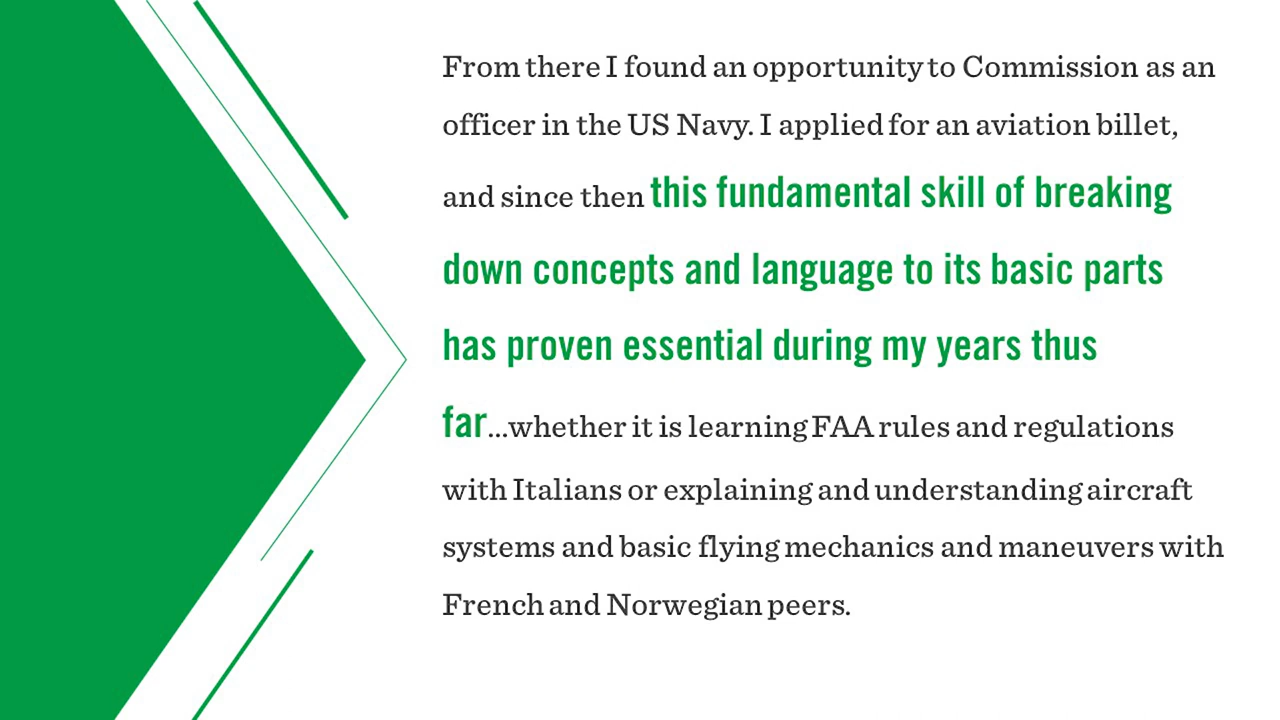 From there I found an opportunity to Commission as an
officer in the US Navy. I applied for an aviation billet,
and since then this fundamental skill of breaking
down concepts and language to its basic parts
has proven essential during my years thus
far...whether it is learning FAA rules and regulations
with Italians or explaining and understanding aircraft
systems and basic flying mechanics and maneuvers with
French and Norwegian peers.